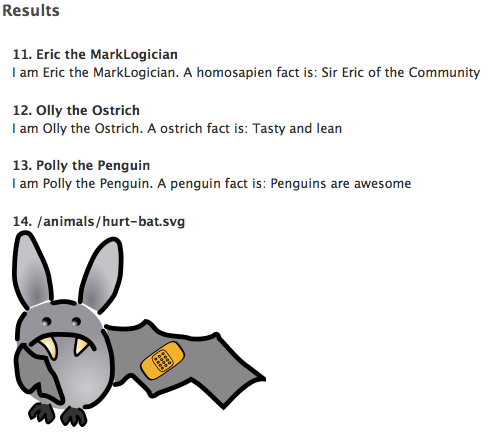 Results
11. Eric the MarkLogician
I am Eric the MarkLogician. A homosapien fact is: Sir Eric of the Community
12. Olly the Ostrich
I am Olly the Ostrich. A ostrich fact is: Tasty and lean
13. Polly the Penguin
I am Polly the Penguin. A penguin fact is: Penguins are awesome
14. /animals/hurt-bat.svg